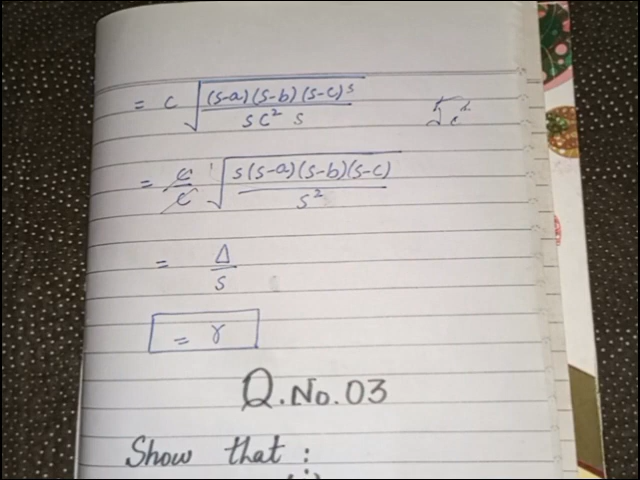 = c √(s-a)(s-b)(s-c)s / sc² s
= c/c √s(s-a)(s-b)(s-c) / s²
= Δ/s
= r
Q.No.03
Show that :